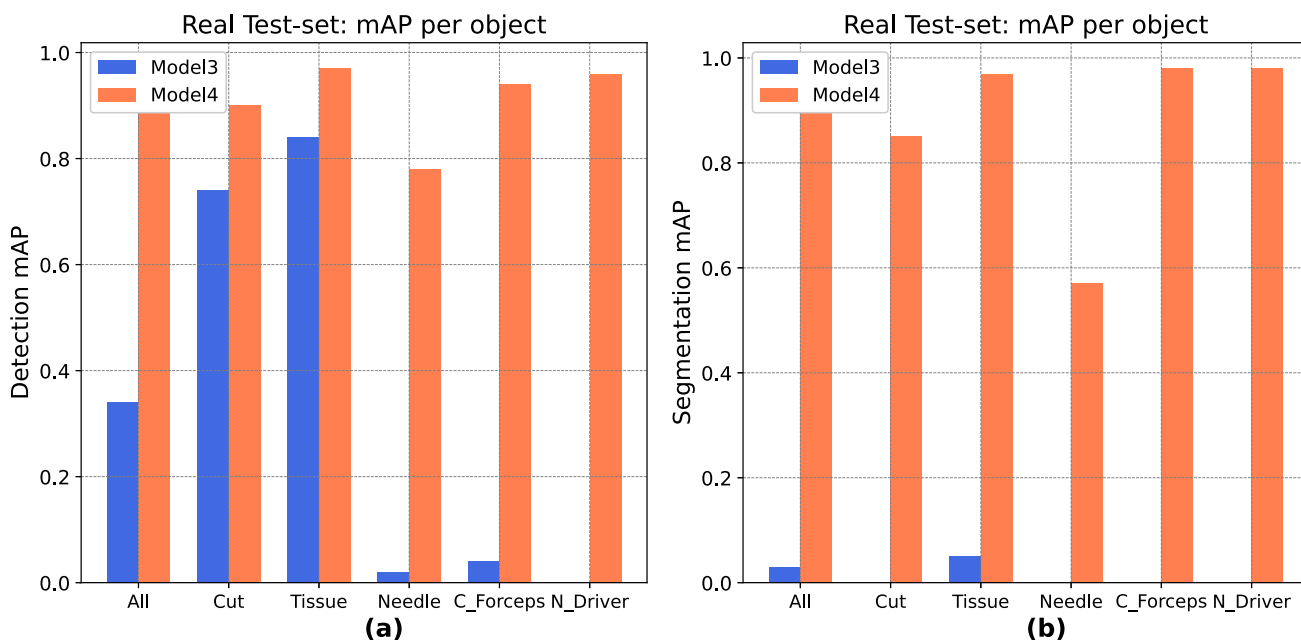 Real Test-set: mAP per object
Model3
Model4
Detection mAP
1.0
0.8
0.6
0.4
0.2
0.0
All Cut Tissue Needle C_Forceps N_Driver
(a)
Real Test-set: mAP per object
Model3
Model4
Segmentation mAP
1.0
0.8
0.6
0.4
0.2
0.0
All Cut Tissue Needle C_Forceps N_Driver
(b)